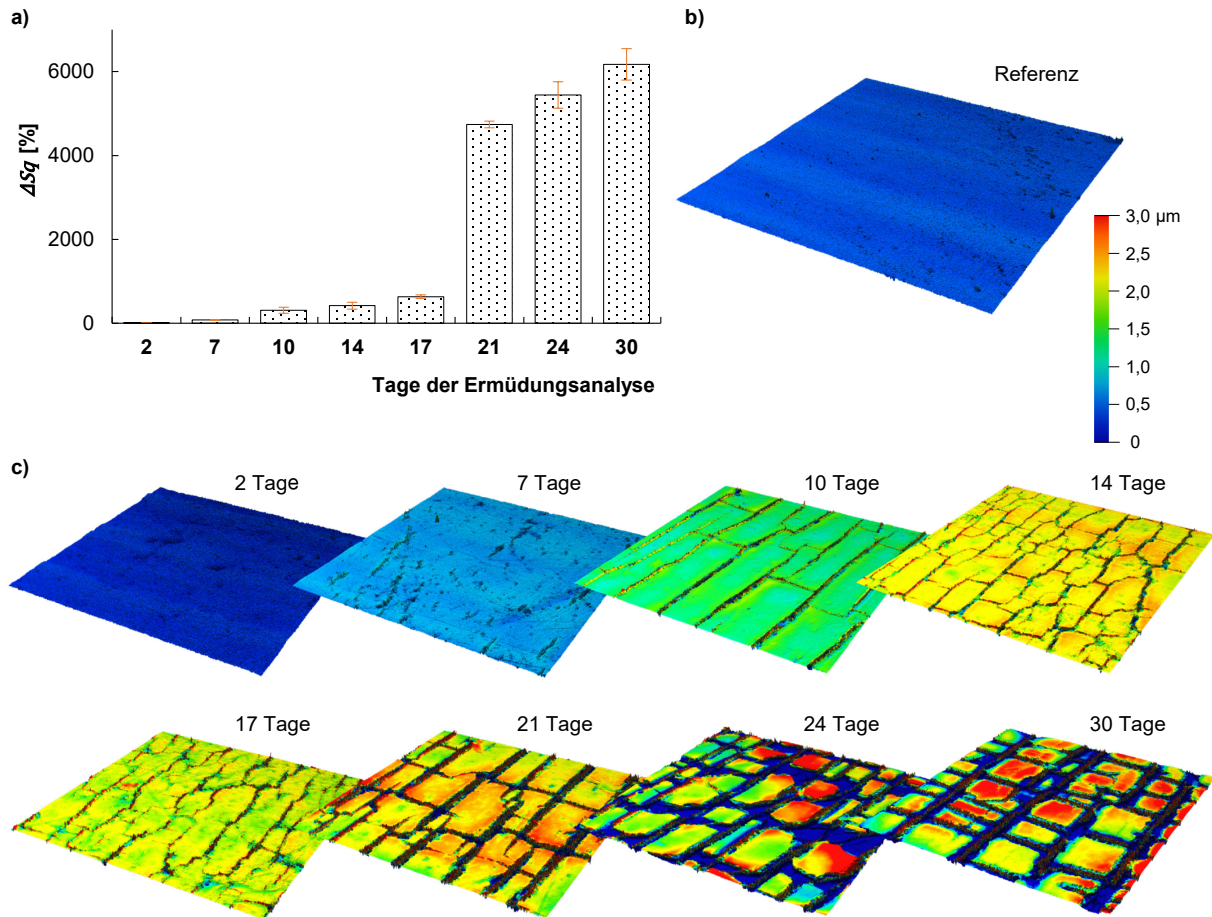 a)
6000
4000
2000
0
ΔSq [%]
2 7 10 14 17 21 24 30
Tage der Ermüdungsanalyse
b)
Referenz
3,0 µm
2,5
2,0
1,5
1,0
0,5
0
c)
2 Tage 7 Tage 10 Tage 14 Tage
17 Tage 21 Tage 24 Tage 30 Tage